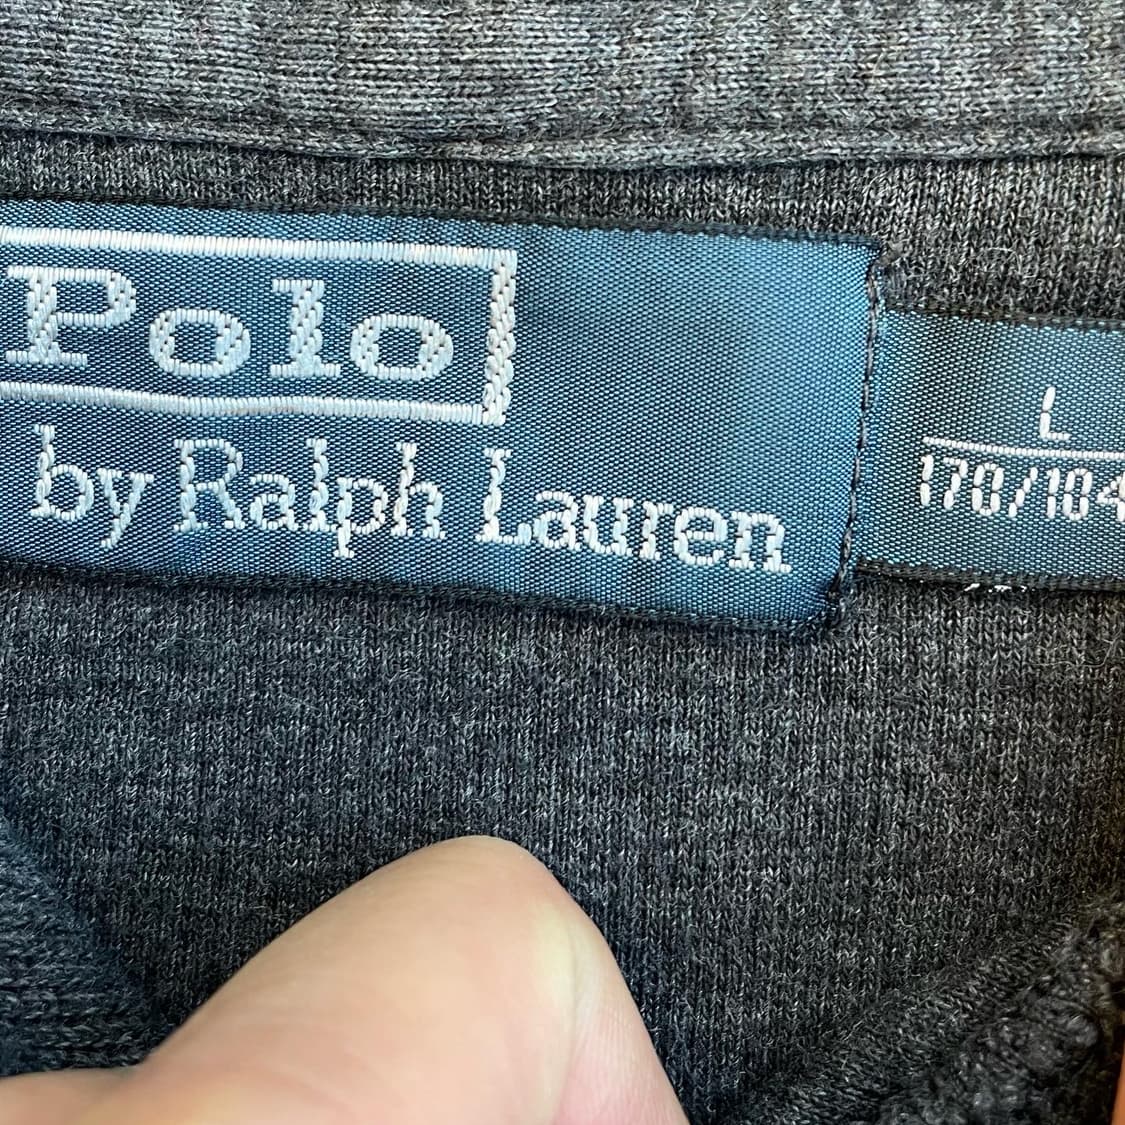 Polo
by Ralph Lauren
L
170/104